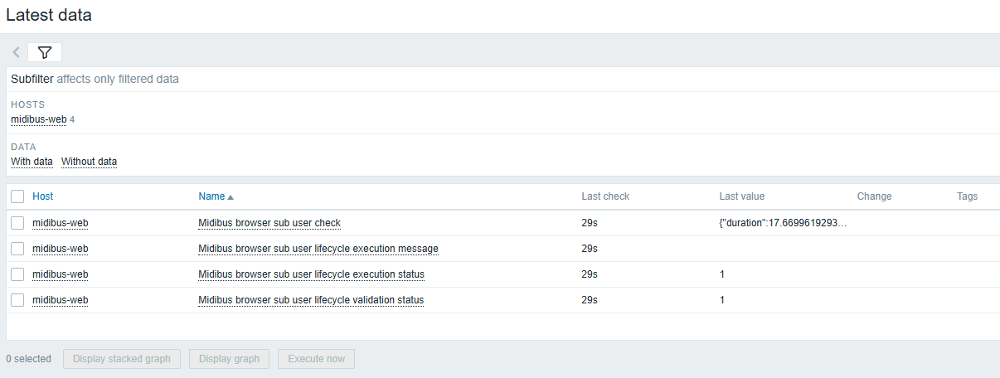 Latest data
Subfilter affects only filtered data
HOSTS
midibus-web 4
DATA
With data Without data
Host Name Last check Last value Change Tags
midibus-web Midibus browser sub user check 29s {"duration":17.6699619293...
midibus-web Midibus browser sub user lifecycle execution message 29s
midibus-web Midibus browser sub user lifecycle execution status 29s 1
midibus-web Midibus browser sub user lifecycle validation status 29s 1
0 selected Display stacked graph Display graph Execute now